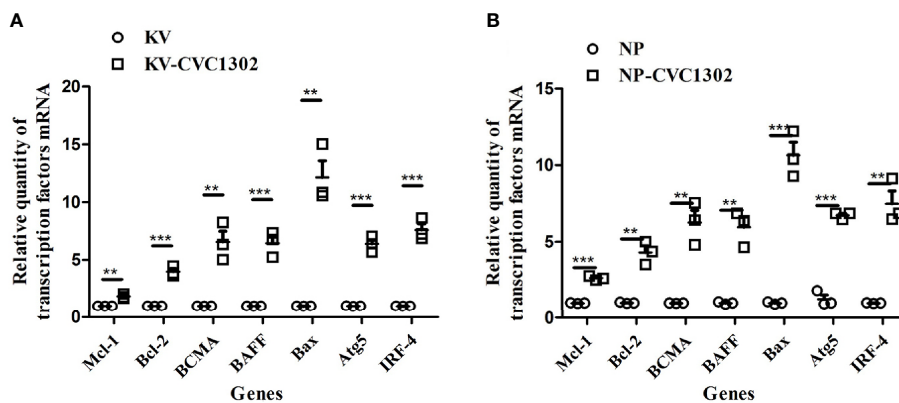 A
KV
KV-CVC1302
Relative quantity of
transcription factors mRNA
20
15
10
5
0
**
***
**
***
**
***
***
Mcl-1
Bcl-2
BCMA
BAFF
Bax
Atg5
IRF-4
Genes
B
NP
NP-CVC1302
Relative quantity of
transcription factors mRNA
15
10
5
0
***
**
**
**
***
***
**
Mcl-1
Bcl-2
BCMA
BAFF
Bax
Atg5
IRF-4
Genes